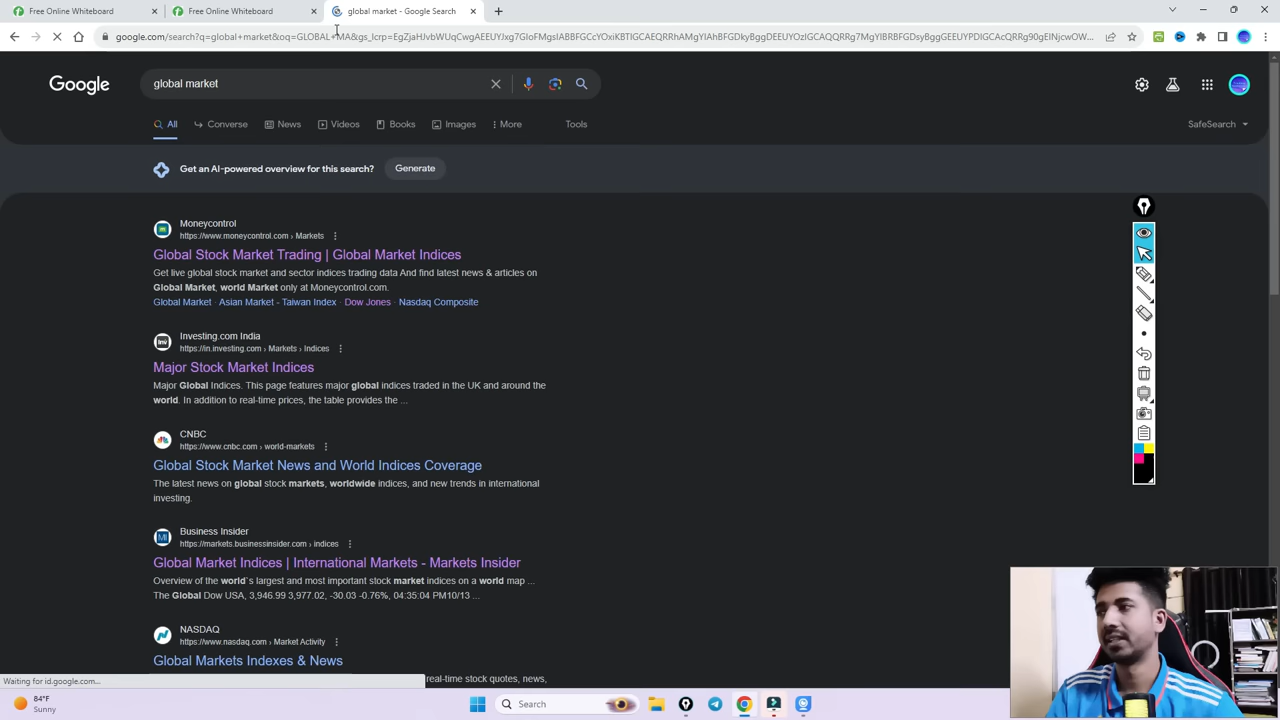 Free Online Whiteboard
Free Online Whiteboard
global market - Google Search
Google
global market
All
Converse
News
Videos
Books
Images
More
Tools
SafeSearch
Get an AI-powered overview for this search?
Generate
Moneycontrol
https://www.moneycontrol.com › Markets
Global Stock Market Trading | Global Market Indices
Get live global stock market and sector indices trading data And find latest news & articles on
Global Market, world Market only at Moneycontrol.com.
Global Market · Asian Market - Taiwan Index · Dow Jones · Nasdaq Composite
Investing.com India
https://in.investing.com › Markets › Indices
Major Stock Market Indices
Major Global Indices. This page features major global indices traded in the UK and around the
world. In addition to real-time prices, the table provides the ...
CNBC
https://www.cnbc.com › world-markets
Global Stock Market News and World Indices Coverage
The latest news on global stock markets, worldwide indices, and new trends in international
investing.
Business Insider
https://markets.businessinsider.com › indices
Global Market Indices | International Markets - Markets Insider
Overview of the world`s largest and most important stock market indices on a world map ...
The Global Dow USA, 3,946.99 3,977.02, -30.03 -0.76%, 04:35:04 PM10/13 ...
NASDAQ
https://www.nasdaq.com › Market Activity
Global Markets Indexes & News
real-time stock quotes, news,
Waiting for id.google.com...
84°F
Sunny
Search